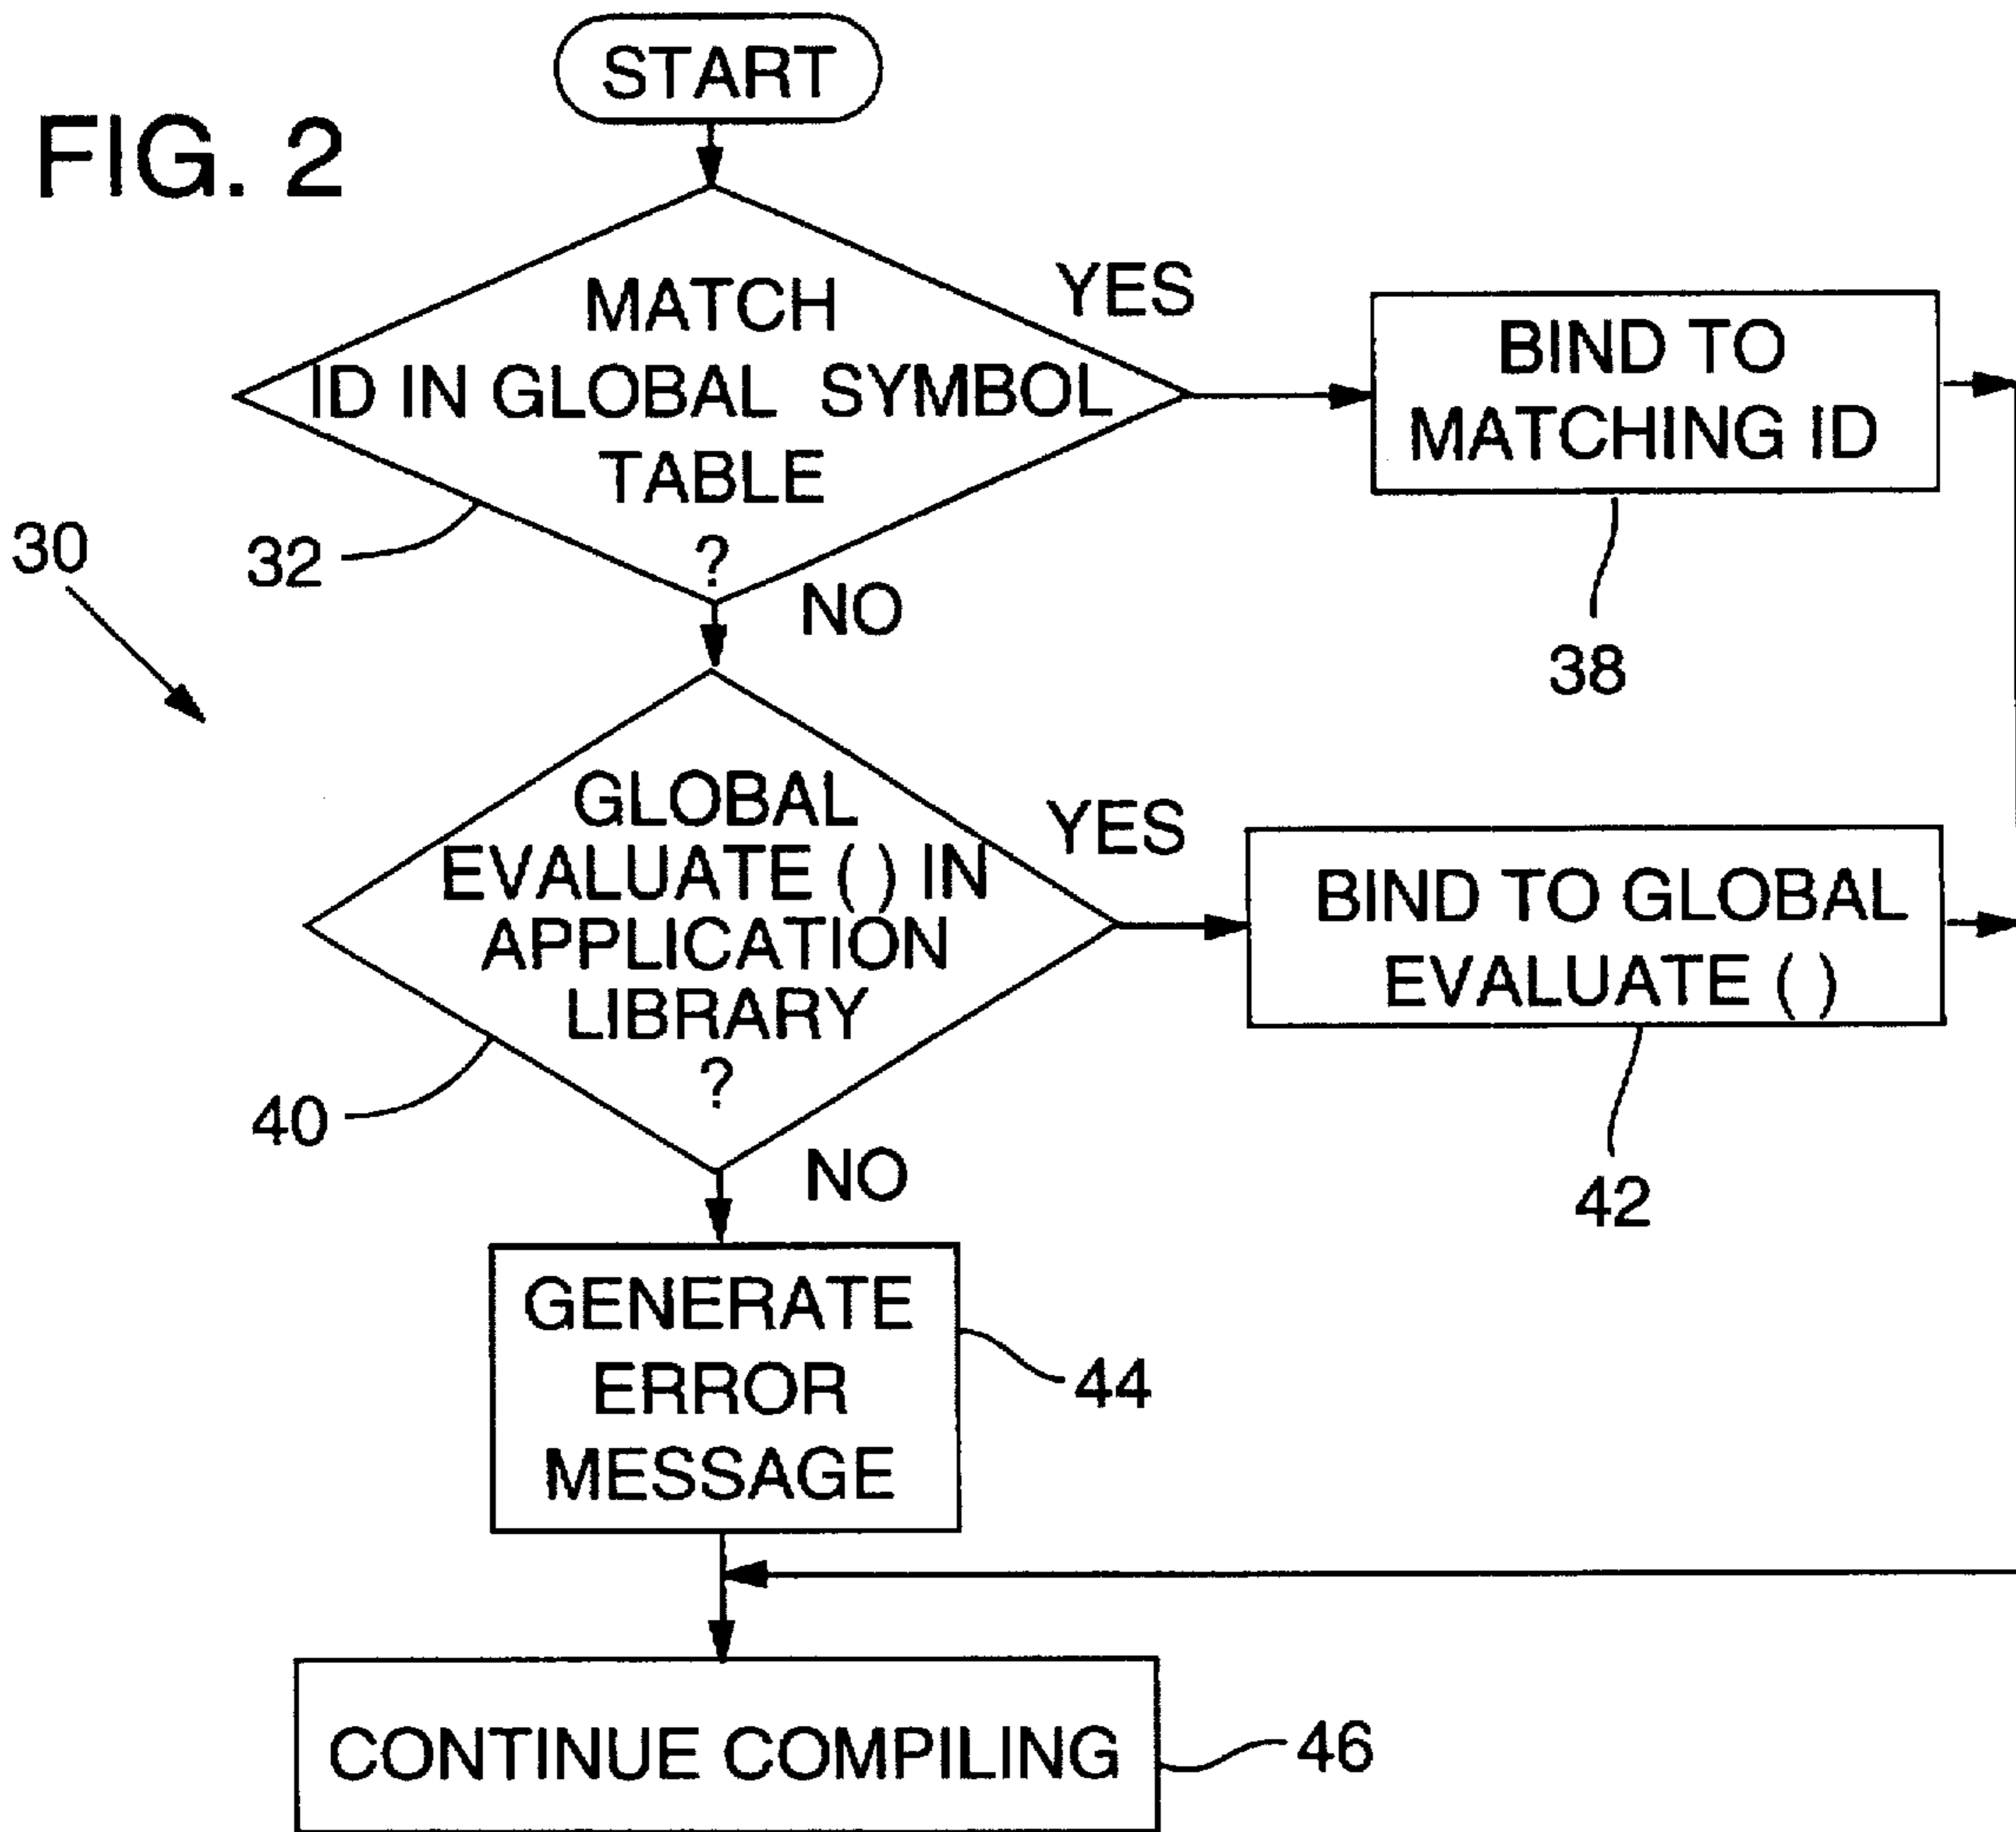 START
FIG. 2
MATCH
ID IN GLOBAL SYMBOL
TABLE
?
YES
BIND TO
MATCHING ID
30
32
NO
38
GLOBAL
EVALUATE ( ) IN
APPLICATION
LIBRARY
?
YES
BIND TO GLOBAL
EVALUATE ( )
40
NO
42
GENERATE
ERROR
MESSAGE
44
CONTINUE COMPILING
46